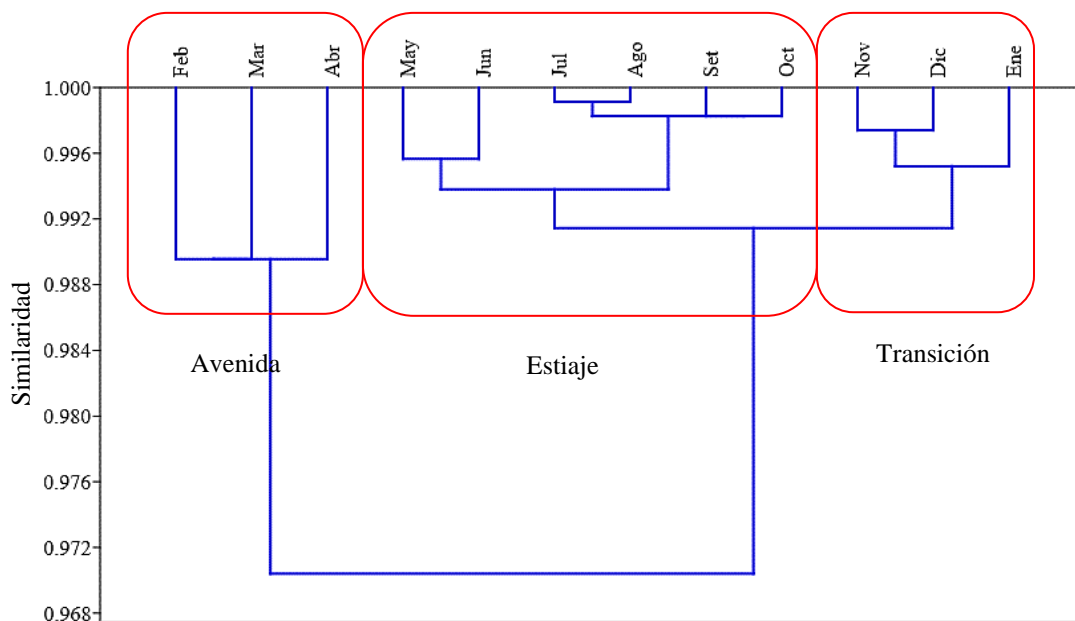 Feb Mar Abr May Jun Jul Ago Set Oct Nov Dic Ene
1.000
0.996
0.992
0.988
0.984
0.980
0.976
0.972
0.968
Similaridad
Avenida
Estiaje
Transición